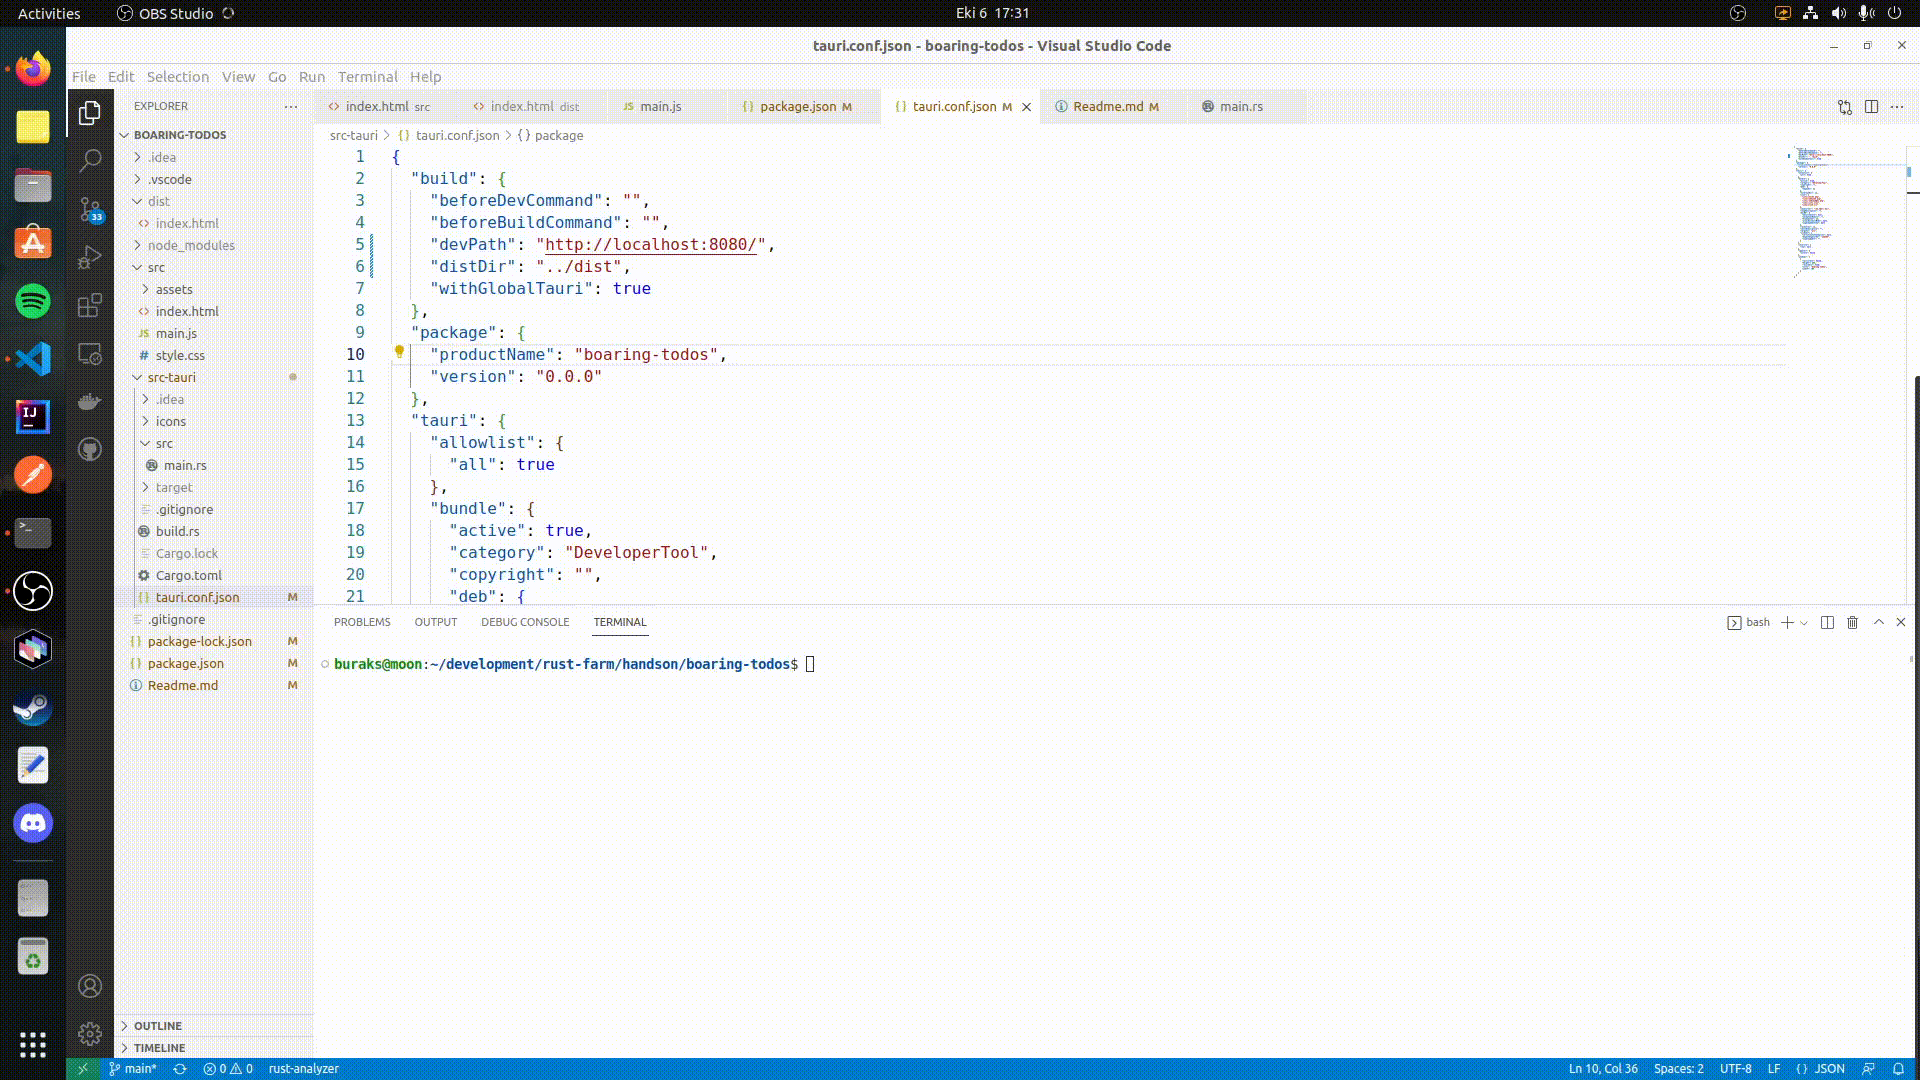 Activities OBS Studio Eki 6 17:31
tauri.conf.json - boaring-todos - Visual Studio Code
File Edit Selection View Go Run Terminal Help
EXPLORER
BOARING-TODOS
.idea
.vscode
dist
index.html
node_modules
src
assets
index.html
JS main.js
# style.css
src-tauri
.idea
icons
src
main.rs
target
.gitignore
build.rs
Cargo.lock
Cargo.toml
{} tauri.conf.json M
.gitignore
{} package-lock.json M
{} package.json M
Readme.md M
OUTLINE
TIMELINE
33
<> index.html src <> index.html dist JS main.js {} package.json M {} tauri.conf.json M Readme.md M main.rs
src-tauri > {} tauri.conf.json > {} package
1 {
2 "build": {
3 "beforeDevCommand": "",
4 "beforeBuildCommand": "",
5 "devPath": "http://localhost:8080/",
6 "distDir": "../dist",
7 "withGlobalTauri": true
8 },
9 "package": {
10 "productName": "boaring-todos",
11 "version": "0.0.0"
12 },
13 "tauri": {
14 "allowlist": {
15 "all": true
16 },
17 "bundle": {
18 "active": true,
19 "category": "DeveloperTool",
20 "copyright": "",
21 "deb": {
PROBLEMS OUTPUT DEBUG CONSOLE TERMINAL bash
buraks@moon:~/development/rust-farm/handson/boaring-todos$
main* 0 0 rust-analyzer Ln 10, Col 36 Spaces: 2 UTF-8 LF {} JSON